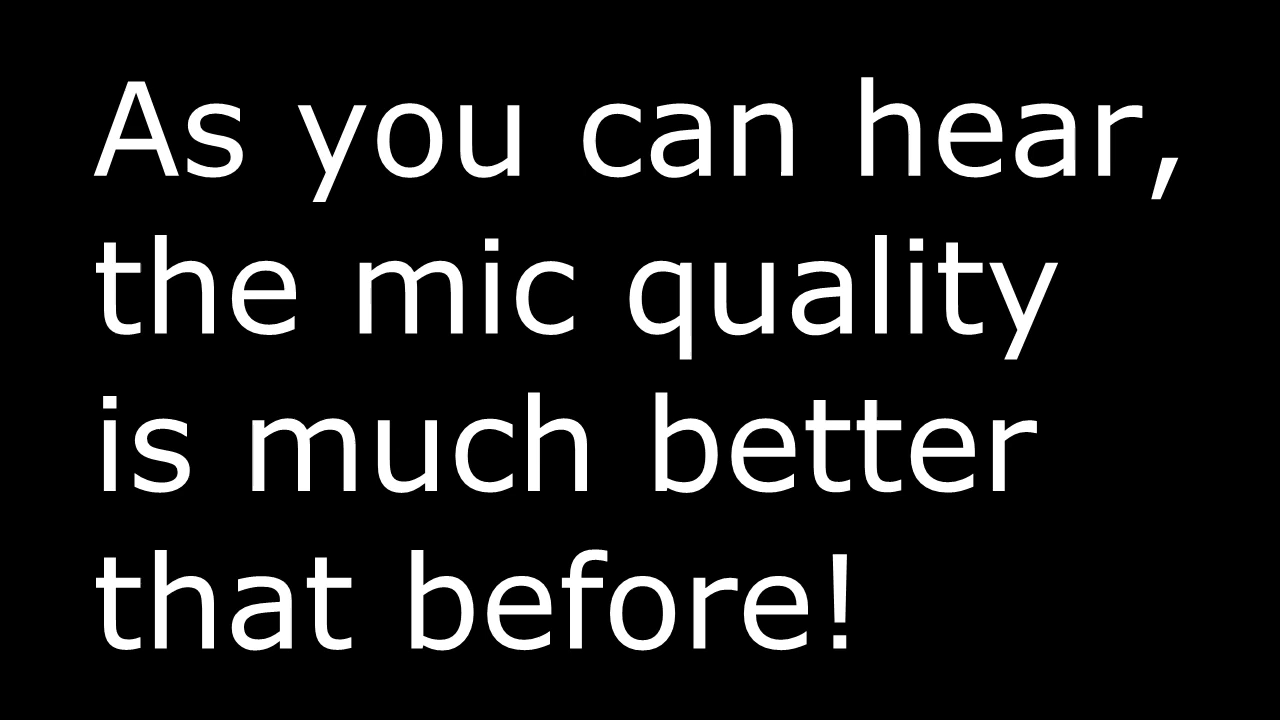 As you can hear,
the mic quality
is much better
that before!